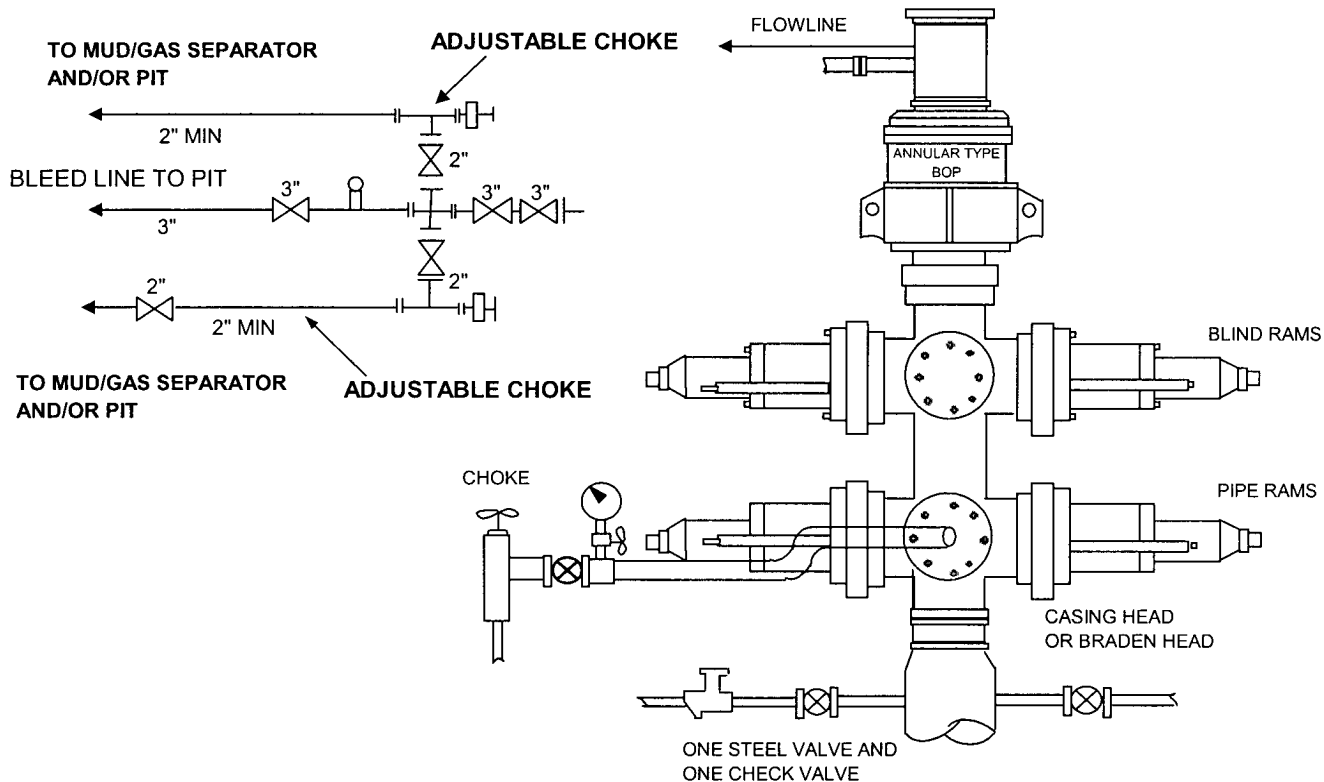 TO MUD/GAS SEPARATOR
AND/OR PIT
ADJUSTABLE CHOKE
2" MIN
2"
BLEED LINE TO PIT
3"
3"
3"
3"
2"
2"
2" MIN
TO MUD/GAS SEPARATOR
AND/OR PIT
ADJUSTABLE CHOKE
FLOWLINE
ANNULAR TYPE
BOP
BLIND RAMS
CHOKE
PIPE RAMS
CASING HEAD
OR BRADEN HEAD
ONE STEEL VALVE AND
ONE CHECK VALVE